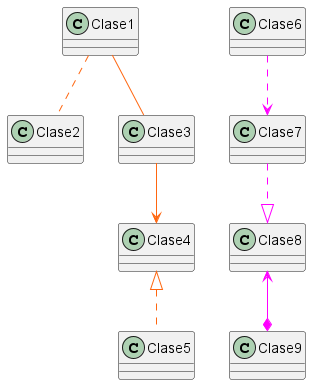 C Clase1
C Clase6
C Clase2
C Clase3
C Clase7
C Clase4
C Clase8
C Clase5
C Clase9